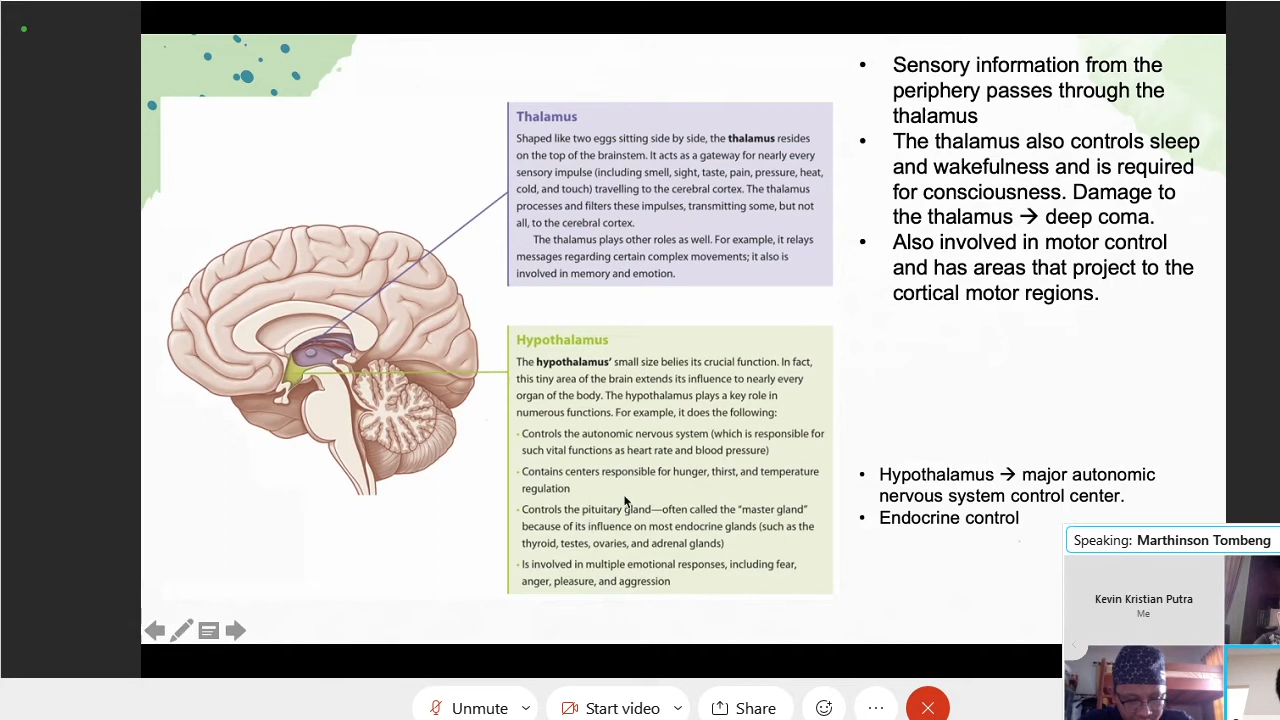 Thalamus
Shaped like two eggs sitting side by side, the thalamus resides
on the top of the brainstem. It acts as a gateway for nearly every
sensory impulse (including smell, sight, taste, pain, pressure, heat,
cold, and touch) travelling to the cerebral cortex. The thalamus
processes and filters these impulses, transmitting some, but not
all, to the cerebral cortex.
The thalamus plays other roles as well. For example, it relays
messages regarding certain complex movements; it also is
involved in memory and emotion.
Hypothalamus
The hypothalamus' small size belies its crucial function. In fact,
this tiny area of the brain extends its influence to nearly every
organ of the body. The hypothalamus plays a key role in
numerous functions. For example, it does the following:
• Controls the autonomic nervous system (which is responsible for
such vital functions as heart rate and blood pressure)
• Contains centers responsible for hunger, thirst, and temperature
regulation
• Controls the pituitary gland—often called the "master gland"
because of its influence on most endocrine glands (such as the
thyroid, testes, ovaries, and adrenal glands)
• Is involved in multiple emotional responses, including fear,
anger, pleasure, and aggression
• Sensory information from the
periphery passes through the
thalamus
• The thalamus also controls sleep
and wakefulness and is required
for consciousness. Damage to
the thalamus → deep coma.
• Also involved in motor control
and has areas that project to the
cortical motor regions.
• Hypothalamus → major autonomic
nervous system control center.
• Endocrine control
Speaking: Marthinson Tombeng
Kevin Kristian Putra
Me
Unmute
Start video
Share